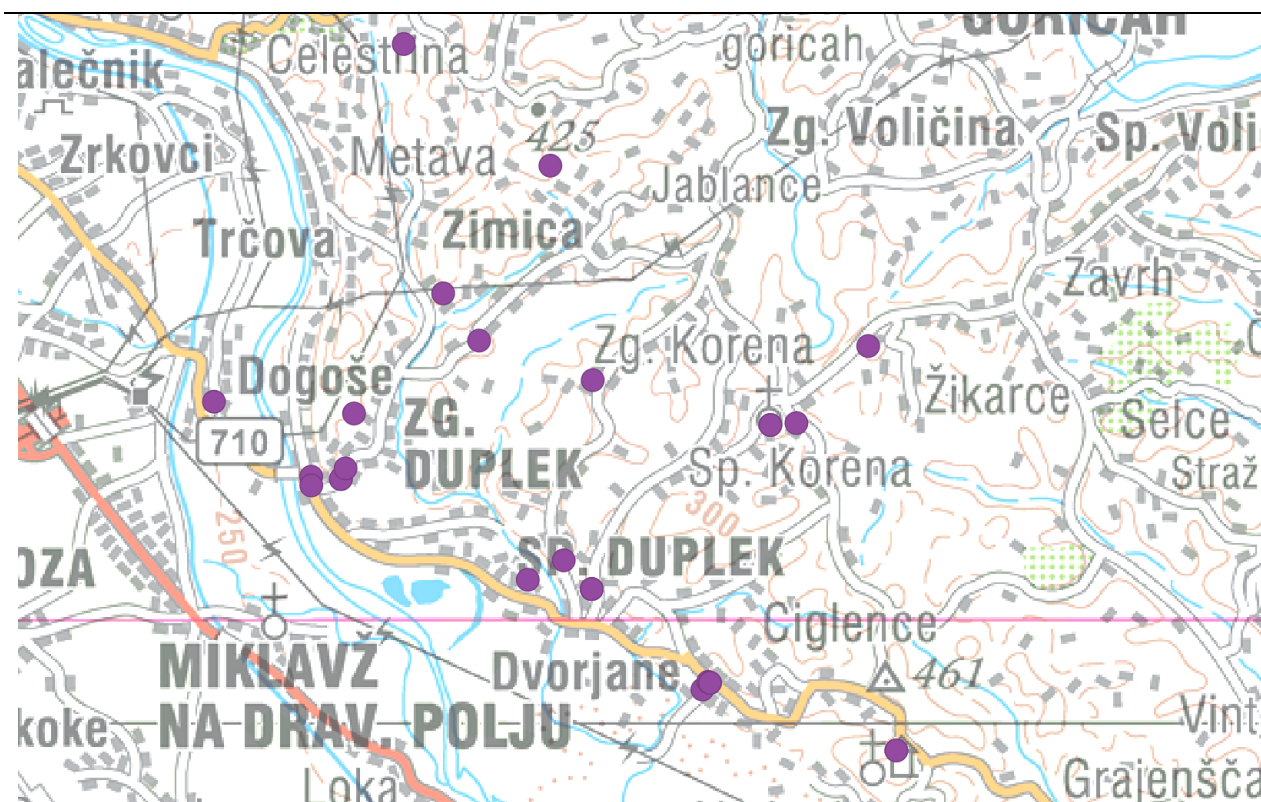 GORICAH
Celestrina
goricah
alečnik
425
Zg. Voličina
Sp. Voli
Zrkovci
Metava
Jablance
Trčova
Zimica
Zavrh
Zg. Korena
Dogoše
Žikarce
ZG.
DUPLEK
Selce
710
Sp. Korena
Straž
300
250
OZA
SP. DUPLEK
Ciglence
MIKLAVŽ
NA DRAV. POLJU
Dvorjane
461
Vint
koke
Loka
Grajenšča